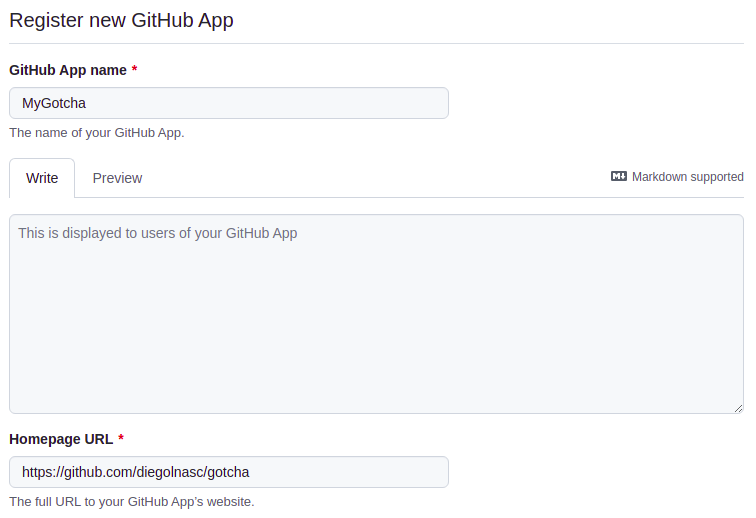 Register new GitHub App
GitHub App name *
MyGotcha
The name of your GitHub App.
Write Preview Markdown supported
This is displayed to users of your GitHub App
Homepage URL *
https://github.com/diegolnasc/gotcha
The full URL to your GitHub App's website.